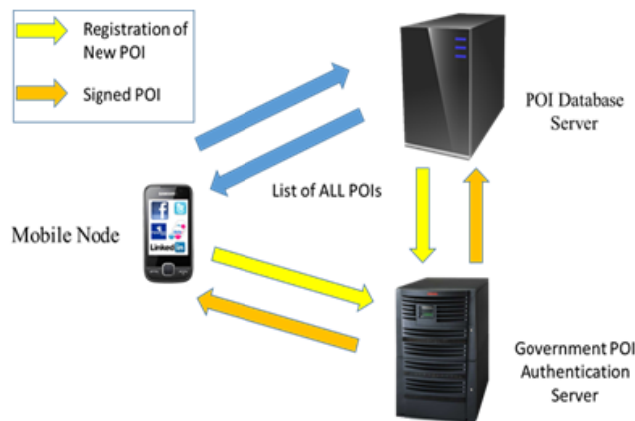 Registration of
New POI
Signed POI
POI Database
Server
List of ALL POIs
Mobile Node
LinkedIn
Government POI
Authentication
Server